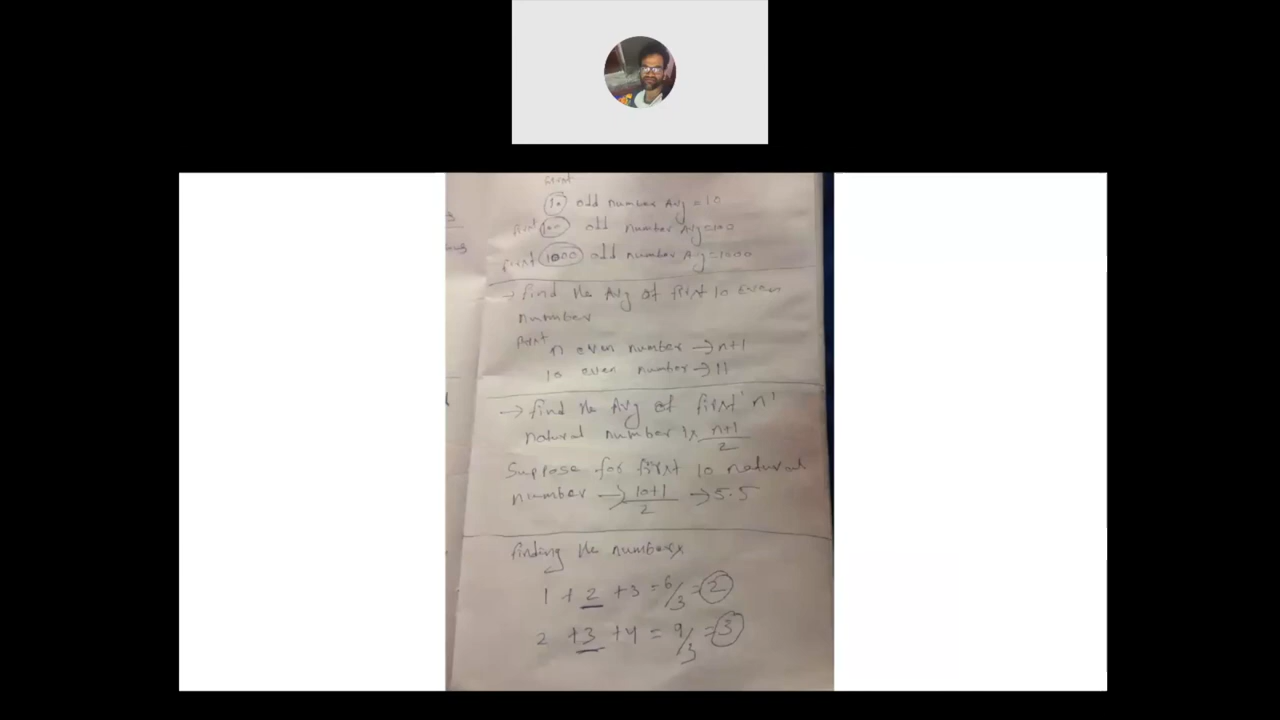 first
10 odd number Avg = 10
first 100 odd number Avg=100
first 1000 odd number Avg=1000
→ find the Avg of first 10 even
number
first
n even number → n+1
10 even number → 11
→ find the Avg of first 'n'
natural numbers n+1/2
Suppose for first 10 natural
number → 10+1/2 → 5.5
finding the numbers
1 + 2 + 3 = 6/3 = 2
2 + 3 + 4 = 9/3 = 3